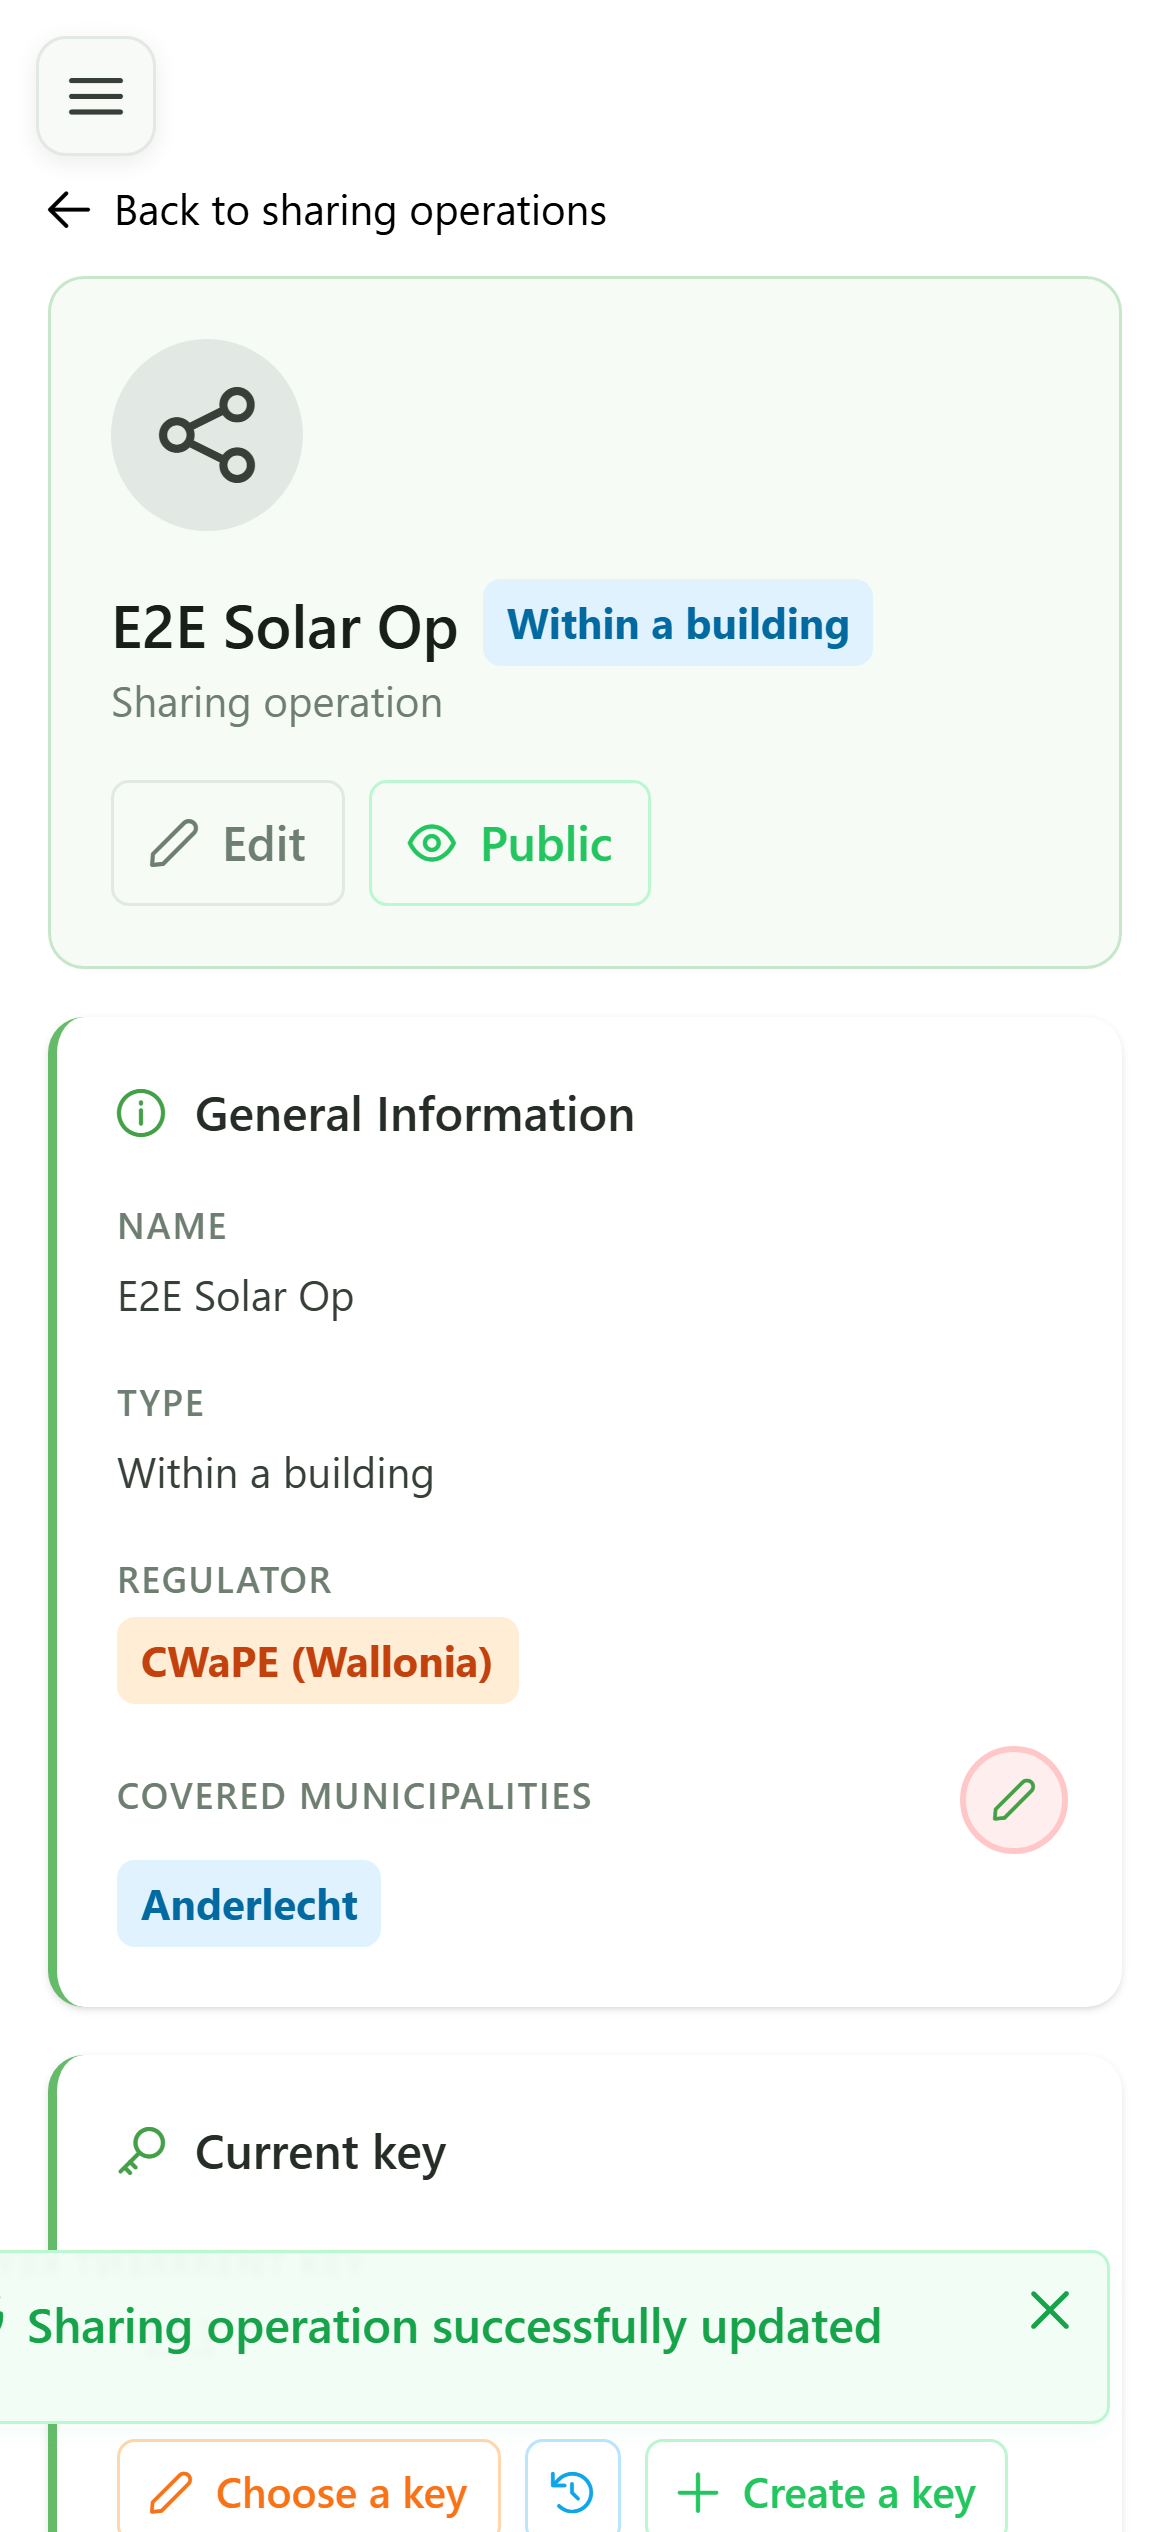 Back to sharing operations
E2E Solar Op
Within a building
Sharing operation
Edit
Public
General Information
NAME
E2E Solar Op
TYPE
Within a building
REGULATOR
CWaPE (Wallonia)
COVERED MUNICIPALITIES
Anderlecht
Current key
Sharing operation successfully updated
Choose a key
Create a key